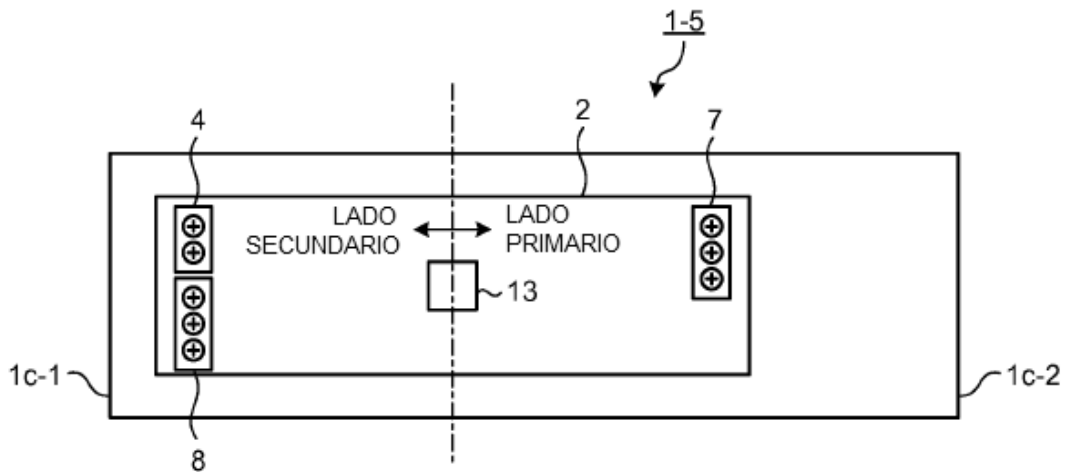 1-5
4
2
7
LADO
SECUNDARIO
LADO
PRIMARIO
13
1c-1
1c-2
8